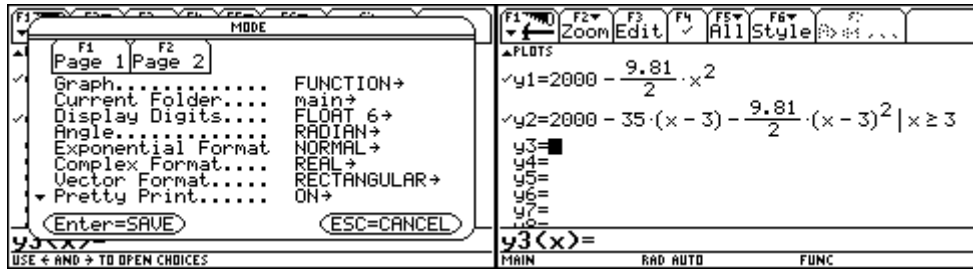 MODE
F1 F2
Page 1 Page 2
Graph.............. FUNCTION→
Current Folder.... main→
Display Digits.... FLOAT 6→
Angle.............. RADIAN→
Exponential Format NORMAL→
Complex Format.... REAL→
Vector Format..... RECTANGULAR→
Pretty Print...... ON→
Enter=SAVE ESC=CANCEL
USE ← AND → TO OPEN CHOICES
F1 F2 F3 F4 F5 F6
Zoom Edit ✓ All Style
PLOTS
✓y1=2000 - 9.81/2 · x²
✓y2=2000 - 35·(x - 3) - 9.81/2 · (x - 3)² | x ≥ 3
y3=
y4=
y5=
y6=
y7=
y3(x)=
MAIN RAD AUTO FUNC